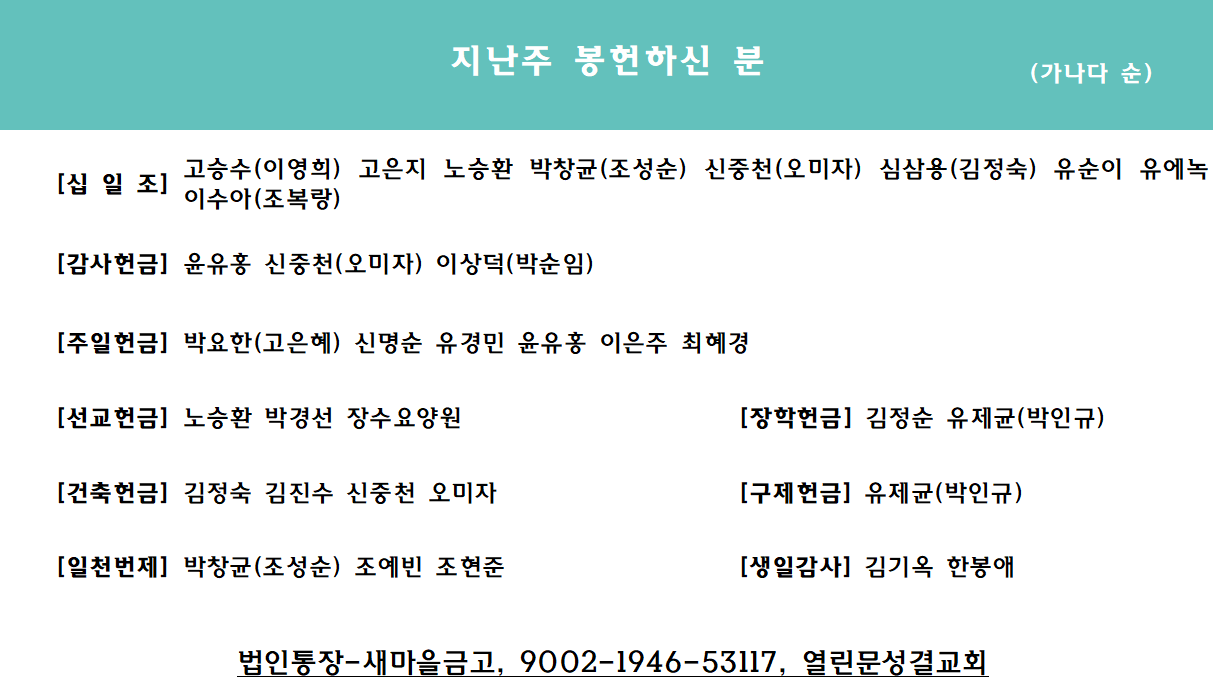 지난주 봉헌하신 분
(가나다 순)
[십 일 조] 고승수(이영희) 고은지 노승환 박창균(조성순) 신중천(오미자) 심삼용(김정숙) 유순이 유에녹
이수아(조복랑)
[감사헌금] 윤유홍 신중천(오미자) 이상덕(박순임)
[주일헌금] 박요한(고은혜) 신명순 유경민 윤유홍 이은주 최혜경
[선교헌금] 노승환 박경선 장수요양원 [장학헌금] 김정순 유제균(박인규)
[건축헌금] 김정숙 김진수 신중천 오미자 [구제헌금] 유제균(박인규)
[일천번제] 박창균(조성순) 조예빈 조현준 [생일감사] 김기옥 한봉애
법인통장-새마을금고, 9002-1946-53117, 열린문성결교회